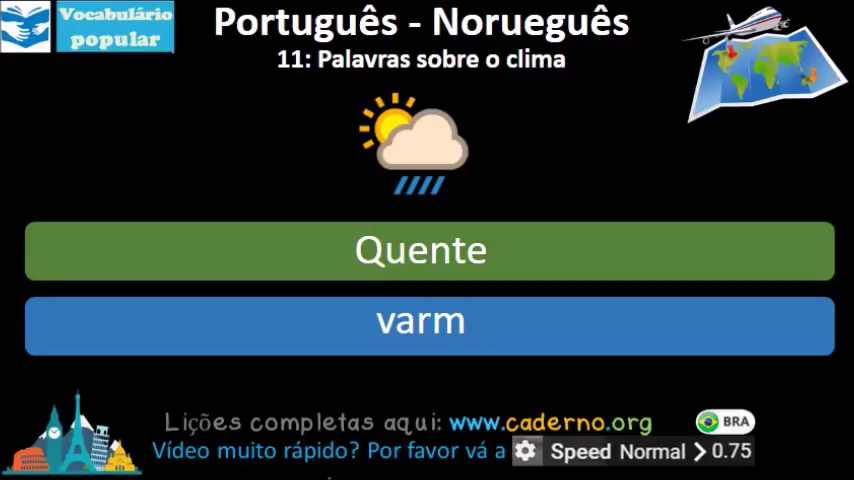 Vocabulário
popular
Português - Norueguês
11: Palavras sobre o clima
Quente
varm
Lições completas aqui: www.caderno.org
BRA
Vídeo muito rápido? Por favor vá a Speed Normal > 0.75